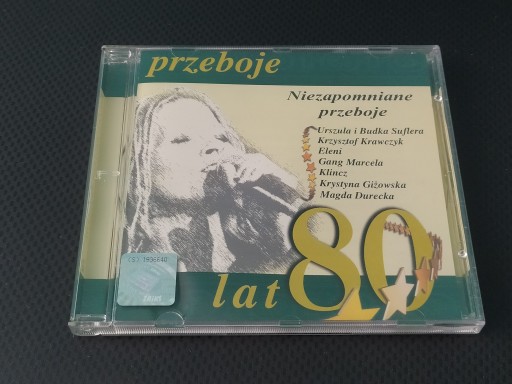 przeboje
Niezapomniane
przeboje
Urszula i Budka Suflera
Krzysztof Krawczyk
Eleni
Gang Marcela
Klincz
Krystyna Giżowska
Magda Durecka
lat 80